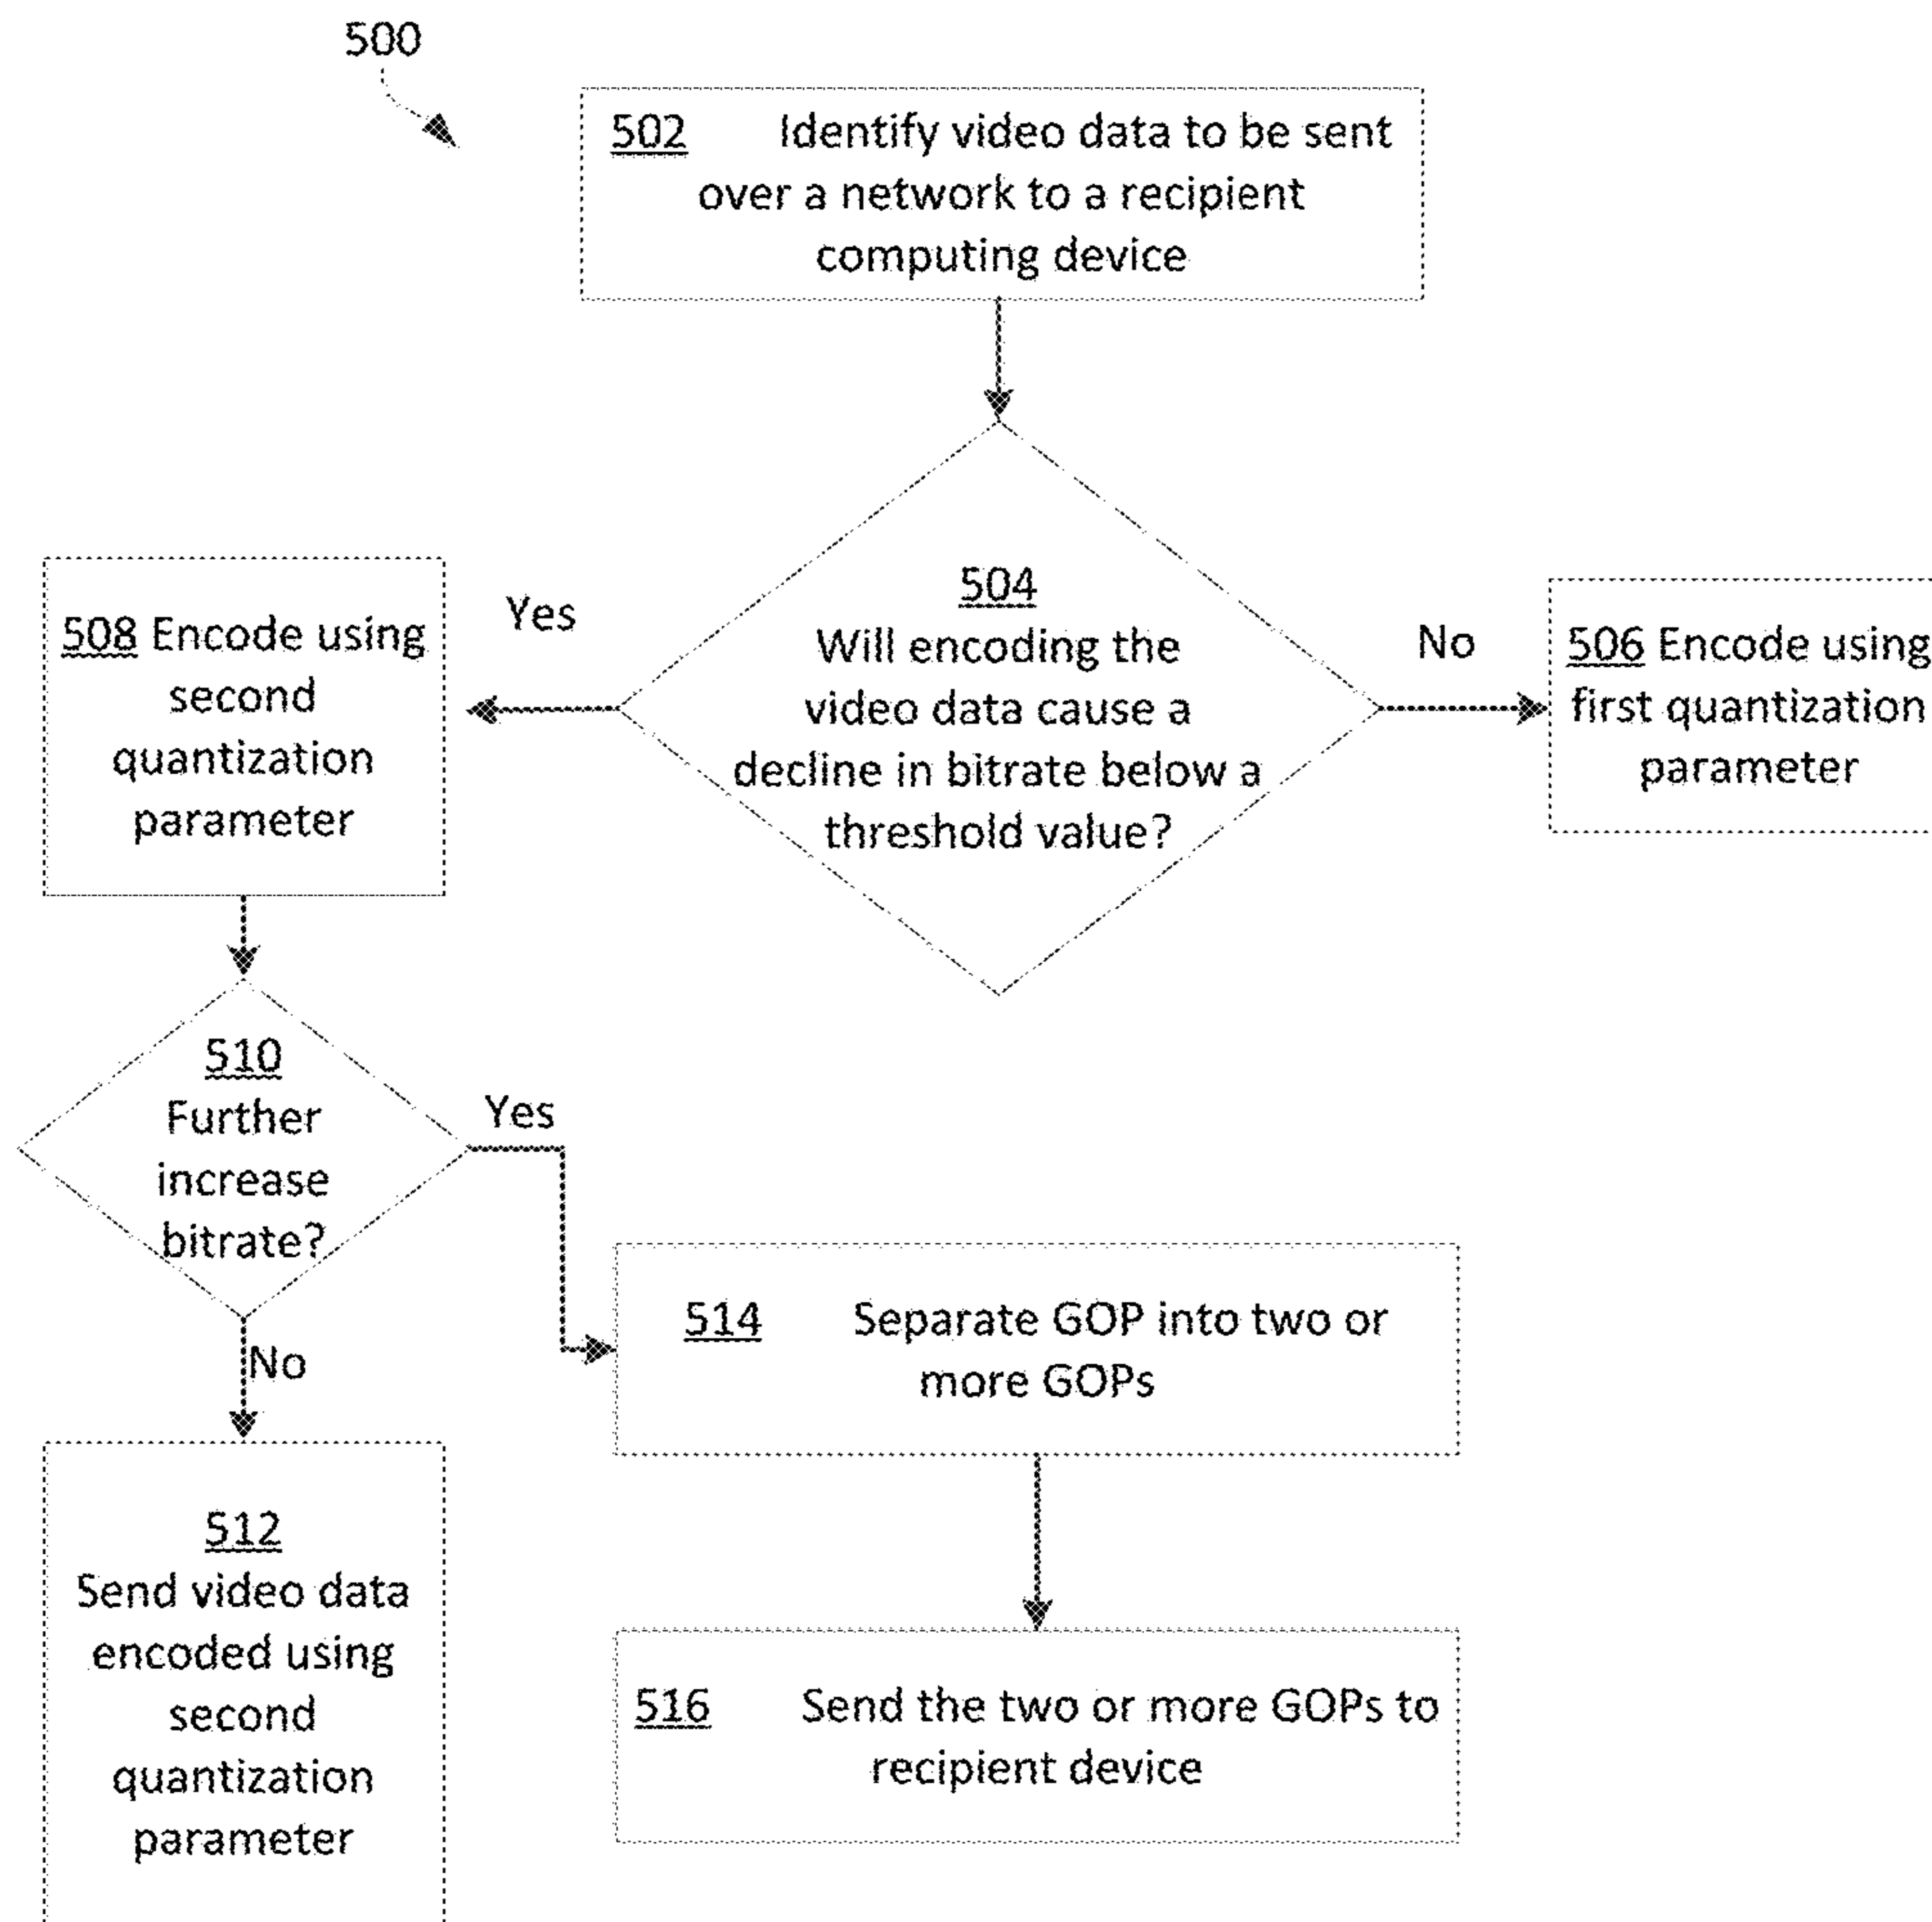 500
502 Identify video data to be sent
over a network to a recipient
computing device
504
Will encoding the
video data cause a
decline in bitrate below a
threshold value?
Yes
No
508 Encode using
second
quantization
parameter
506 Encode using
first quantization
parameter
510
Further
increase
bitrate?
Yes
No
514 Separate GOP into two or
more GOPs
512
Send video data
encoded using
second
quantization
parameter
516 Send the two or more GOPs to
recipient device